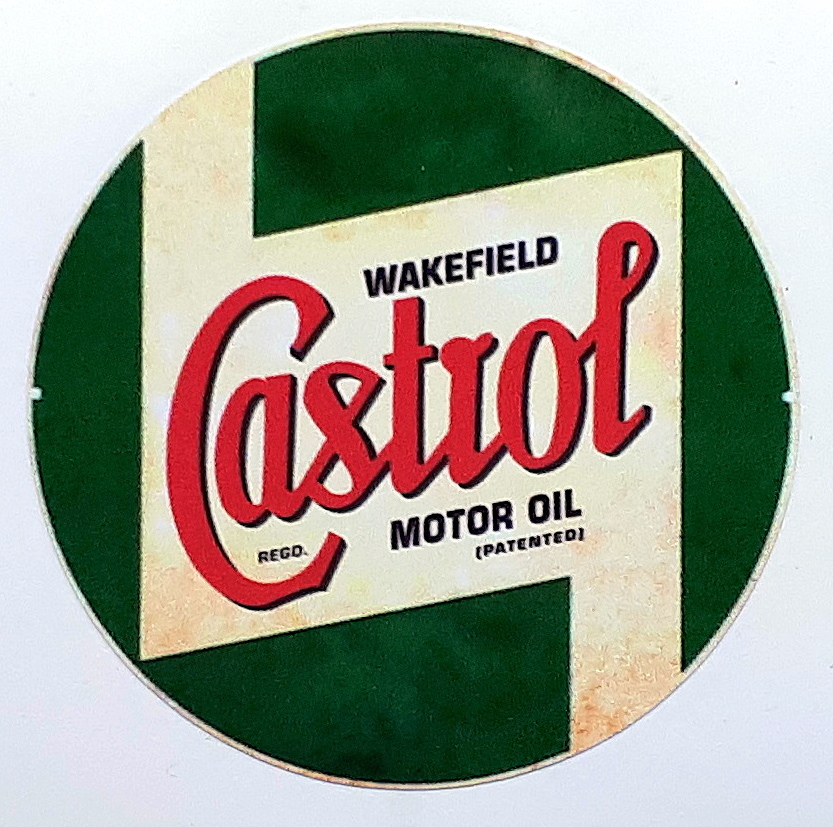 WAKEFIELD
Castrol
MOTOR OIL
(PATENTED)
REGD.